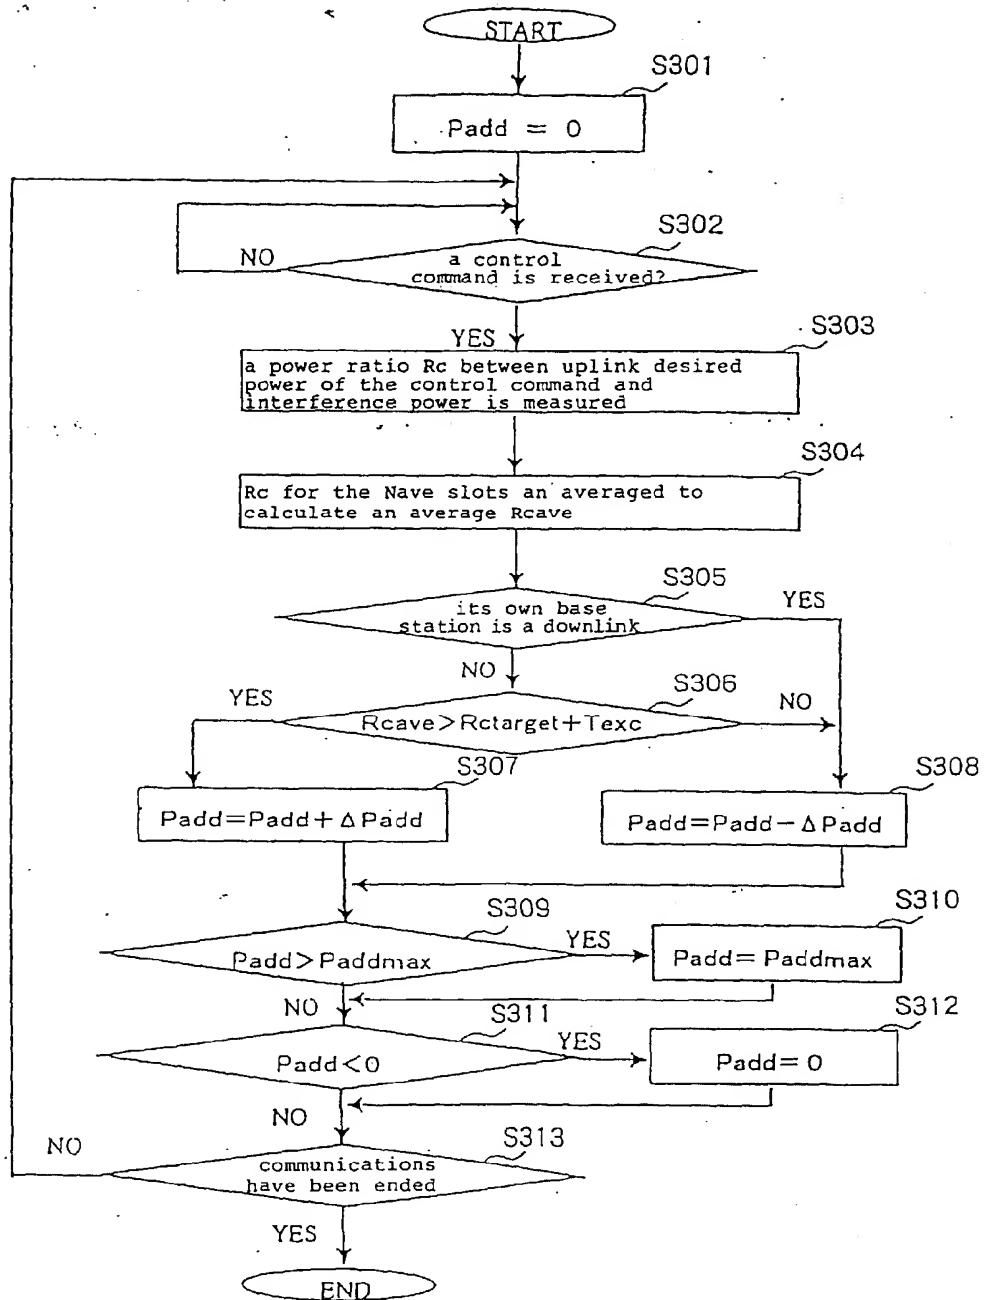 START
S301
Padd = 0
S302
NO
a control
command is received?
YES
S303
a power ratio Rc between uplink desired
power of the control command and
interference power is measured
S304
Rc for the Nave slots an averaged to
calculate an average Rcave
S305
its own base
station is a downlink
YES
NO
S306
YES
Rcave>Rctarget+Texc
NO
S307
Padd=Padd+ΔPadd
S308
Padd=Padd-ΔPadd
S309
Padd>Paddmax
YES
S310
Padd=Paddmax
NO
S311
Padd<0
YES
S312
Padd=0
NO
S313
NO
communications
have been ended
YES
END